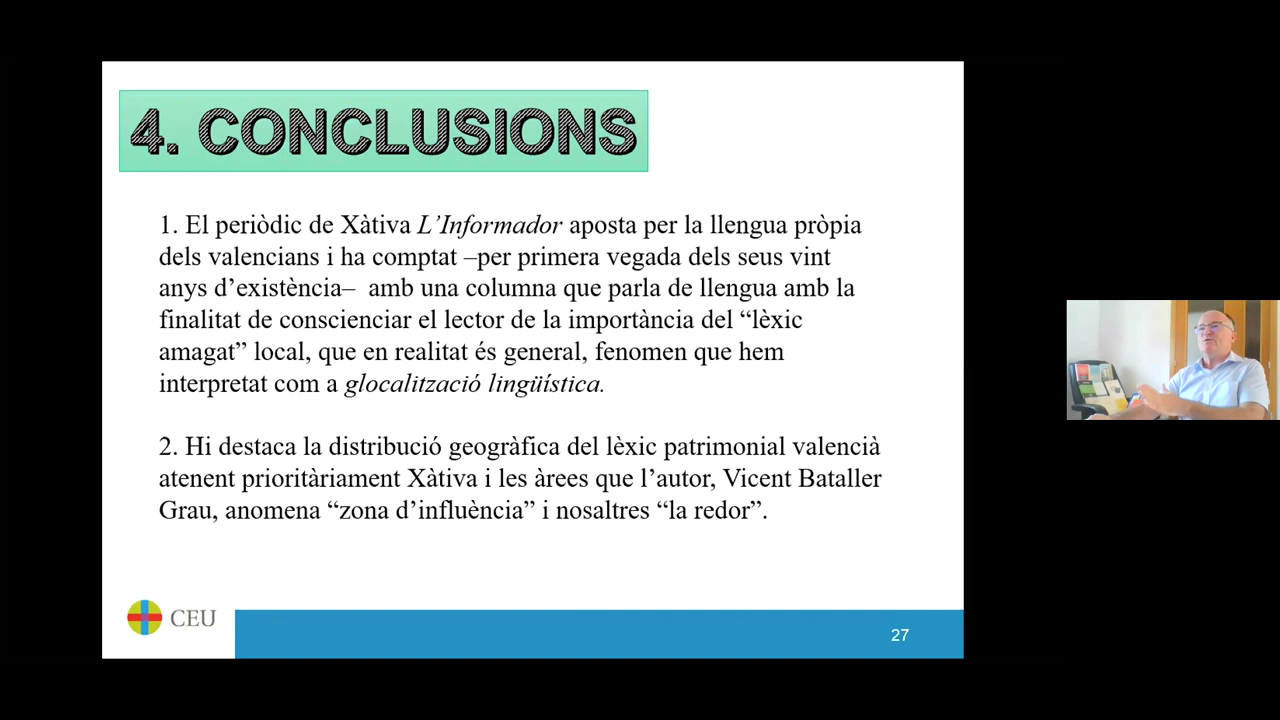 4. CONCLUSIONS
1. El periòdic de Xàtiva L’Informador aposta per la llengua pròpia
dels valencians i ha comptat –per primera vegada dels seus vint
anys d’existència– amb una columna que parla de llengua amb la
finalitat de conscienciar el lector de la importància del “lèxic
amagat” local, que en realitat és general, fenomen que hem
interpretat com a glocalització lingüística.
2. Hi destaca la distribució geogràfica del lèxic patrimonial valencià
atenent prioritàriament Xàtiva i les àrees que l’autor, Vicent Bataller
Grau, anomena “zona d’influència” i nosaltres “la redor”.
CEU
27